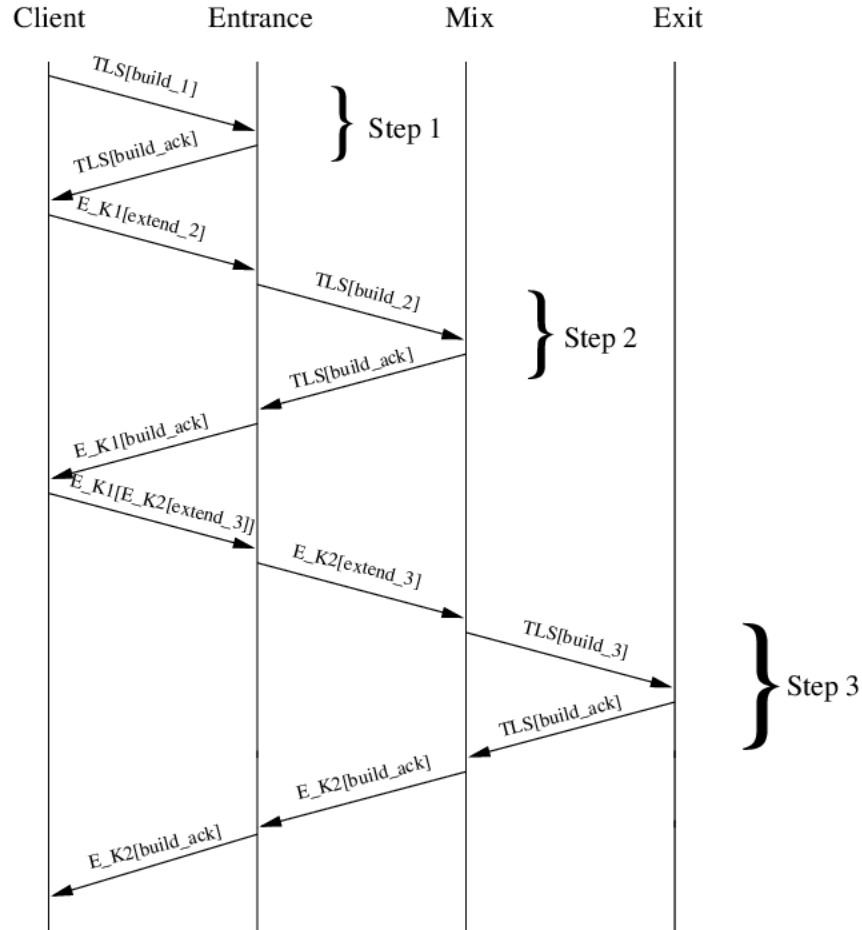 Client Entrance Mix Exit
TLS[build_1]
Step 1
TLS[build_ack]
E_K1[extend_2]
TLS[build_2]
Step 2
TLS[build_ack]
E_K1[build_ack]
E_K1[E_K2[extend_3]]
E_K2[extend_3]
TLS[build_3]
Step 3
TLS[build_ack]
E_K2[build_ack]
E_K2[build_ack]